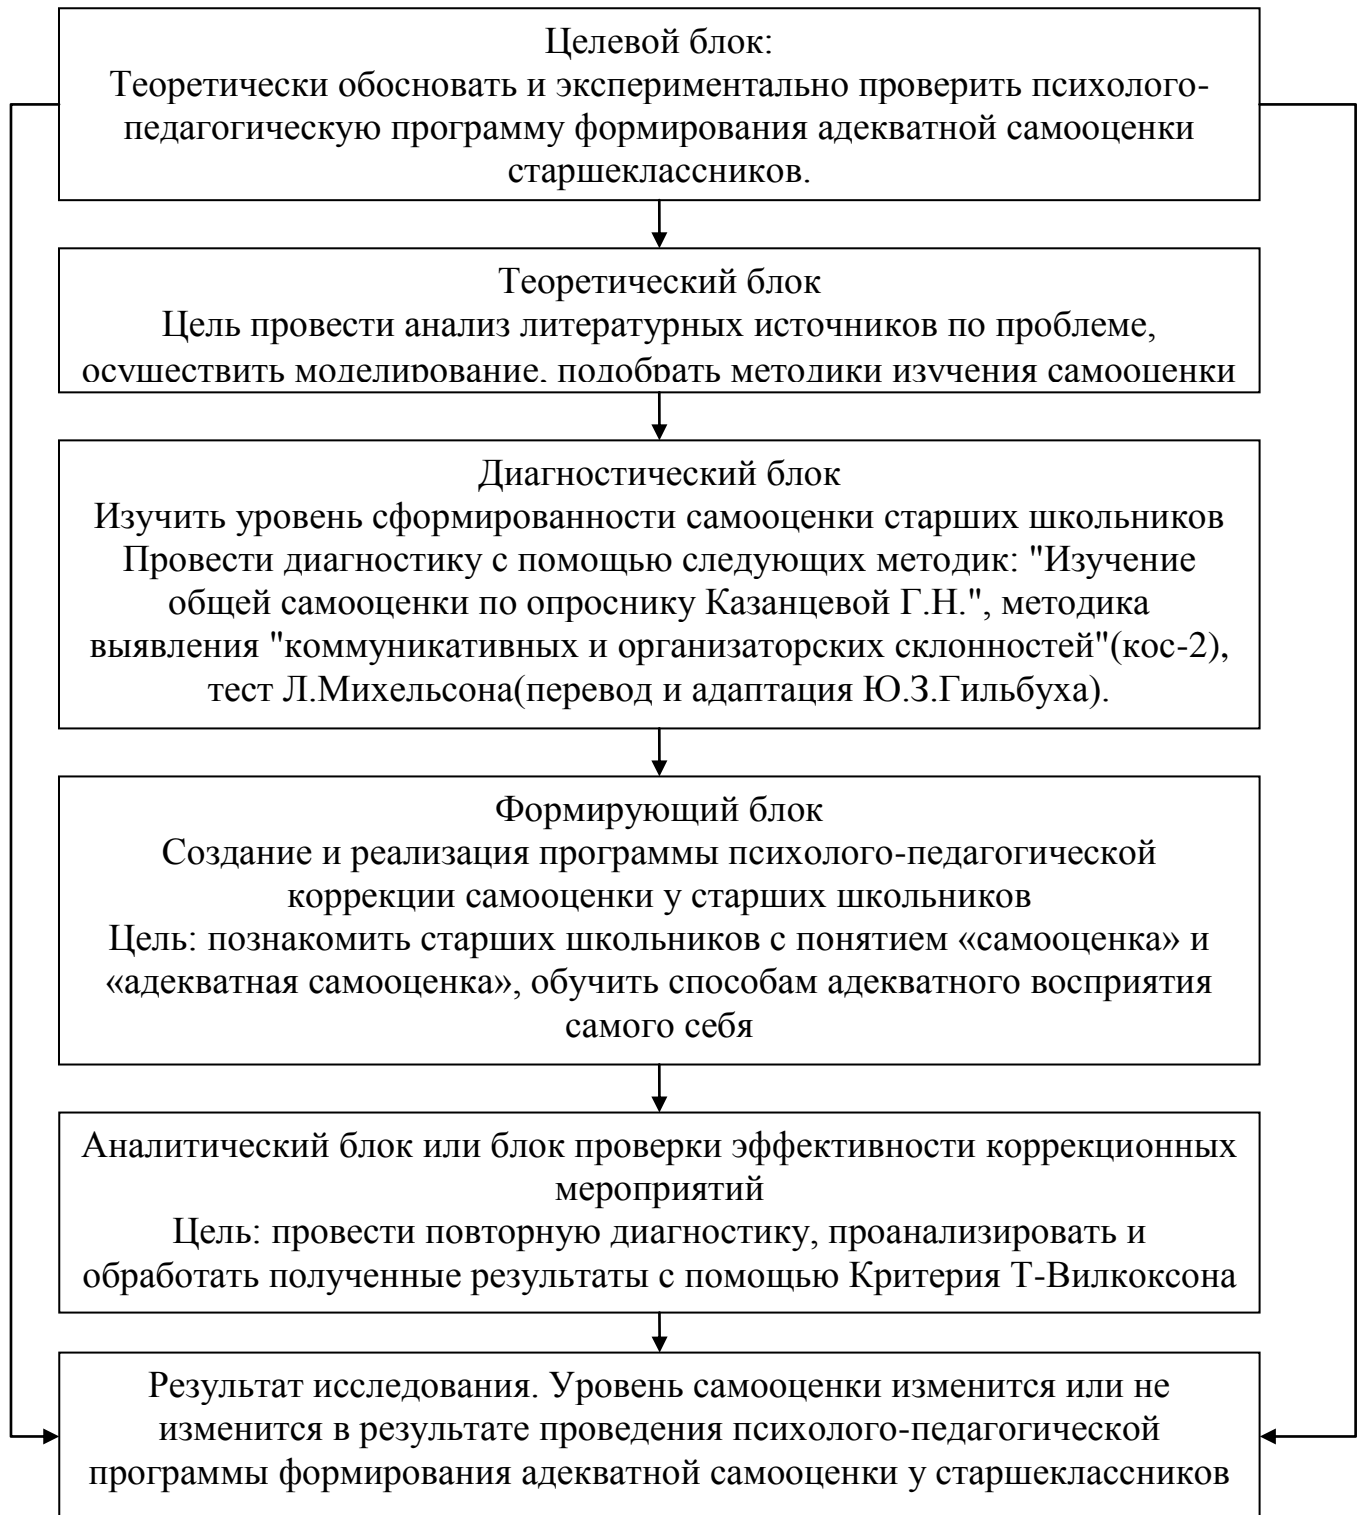 Целевой блок:
Теоретически обосновать и экспериментально проверить психолого-
педагогическую программу формирования адекватной самооценки
старшеклассников.
Теоретический блок
Цель провести анализ литературных источников по проблеме,
осуществить моделирование, подобрать методики изучения самооценки
Диагностический блок
Изучить уровень сформированности самооценки старших школьников
Провести диагностику с помощью следующих методик: "Изучение
общей самооценки по опроснику Казанцевой Г.Н.", методика
выявления "коммуникативных и организаторских склонностей"(кос-2),
тест Л.Михельсона(перевод и адаптация Ю.З.Гильбуха).
Формирующий блок
Создание и реализация программы психолого-педагогической
коррекции самооценки у старших школьников
Цель: познакомить старших школьников с понятием «самооценка» и
«адекватная самооценка», обучить способам адекватного восприятия
самого себя
Аналитический блок или блок проверки эффективности коррекционных
мероприятий
Цель: провести повторную диагностику, проанализировать и
обработать полученные результаты с помощью Критерия Т-Вилкоксона
Результат исследования. Уровень самооценки изменится или не
изменится в результате проведения психолого-педагогической
программы формирования адекватной самооценки у старшеклассников